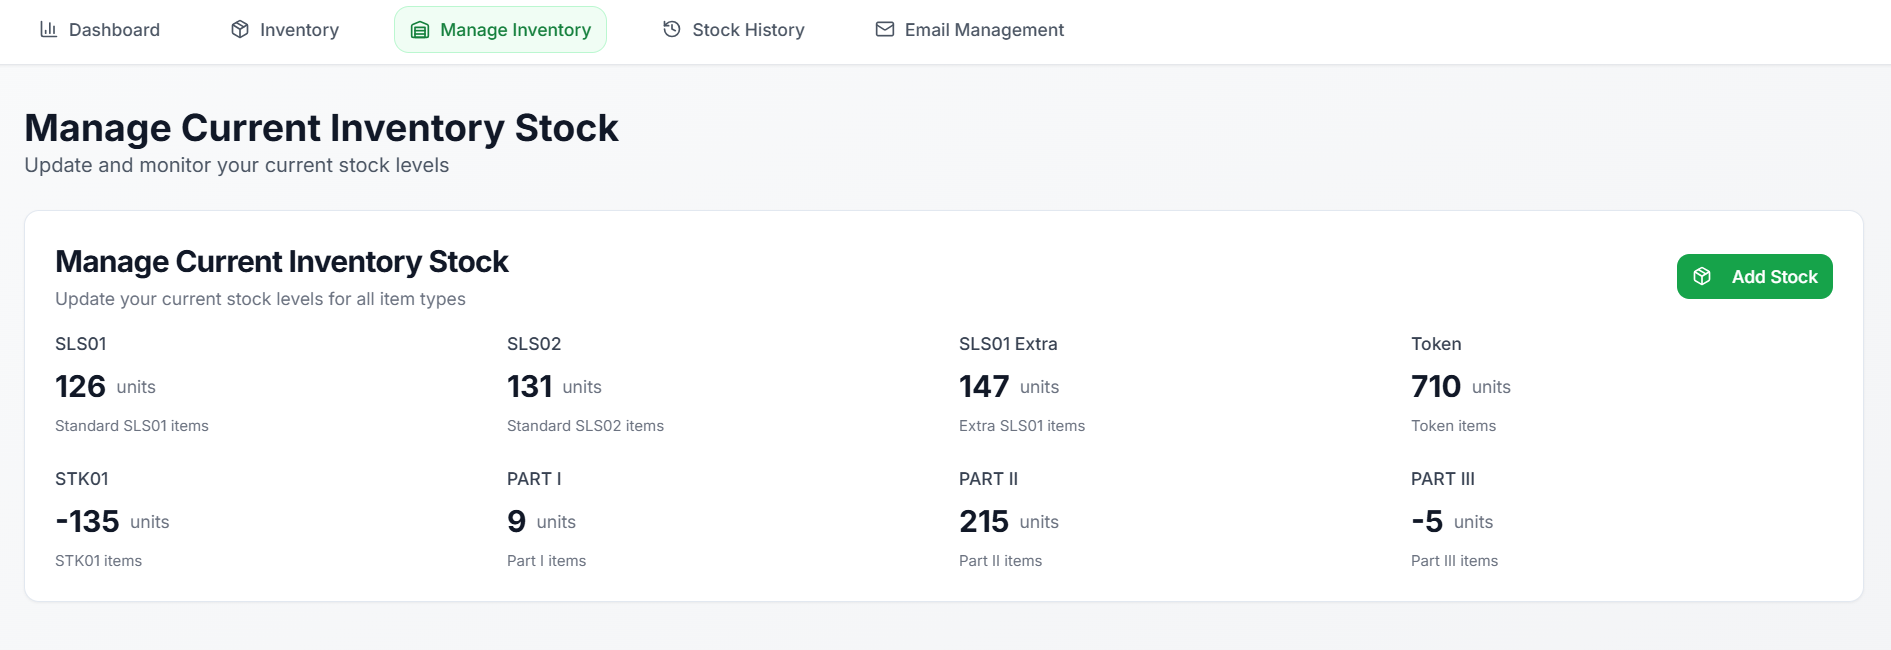 Dashboard
Inventory
Manage Inventory
Stock History
Email Management
Manage Current Inventory Stock
Update and monitor your current stock levels
Manage Current Inventory Stock
Update your current stock levels for all item types
Add Stock
SLS01
126 units
Standard SLS01 items
SLS02
131 units
Standard SLS02 items
SLS01 Extra
147 units
Extra SLS01 items
Token
710 units
Token items
STK01
-135 units
STK01 items
PART I
9 units
Part I items
PART II
215 units
Part II items
PART III
-5 units
Part III items